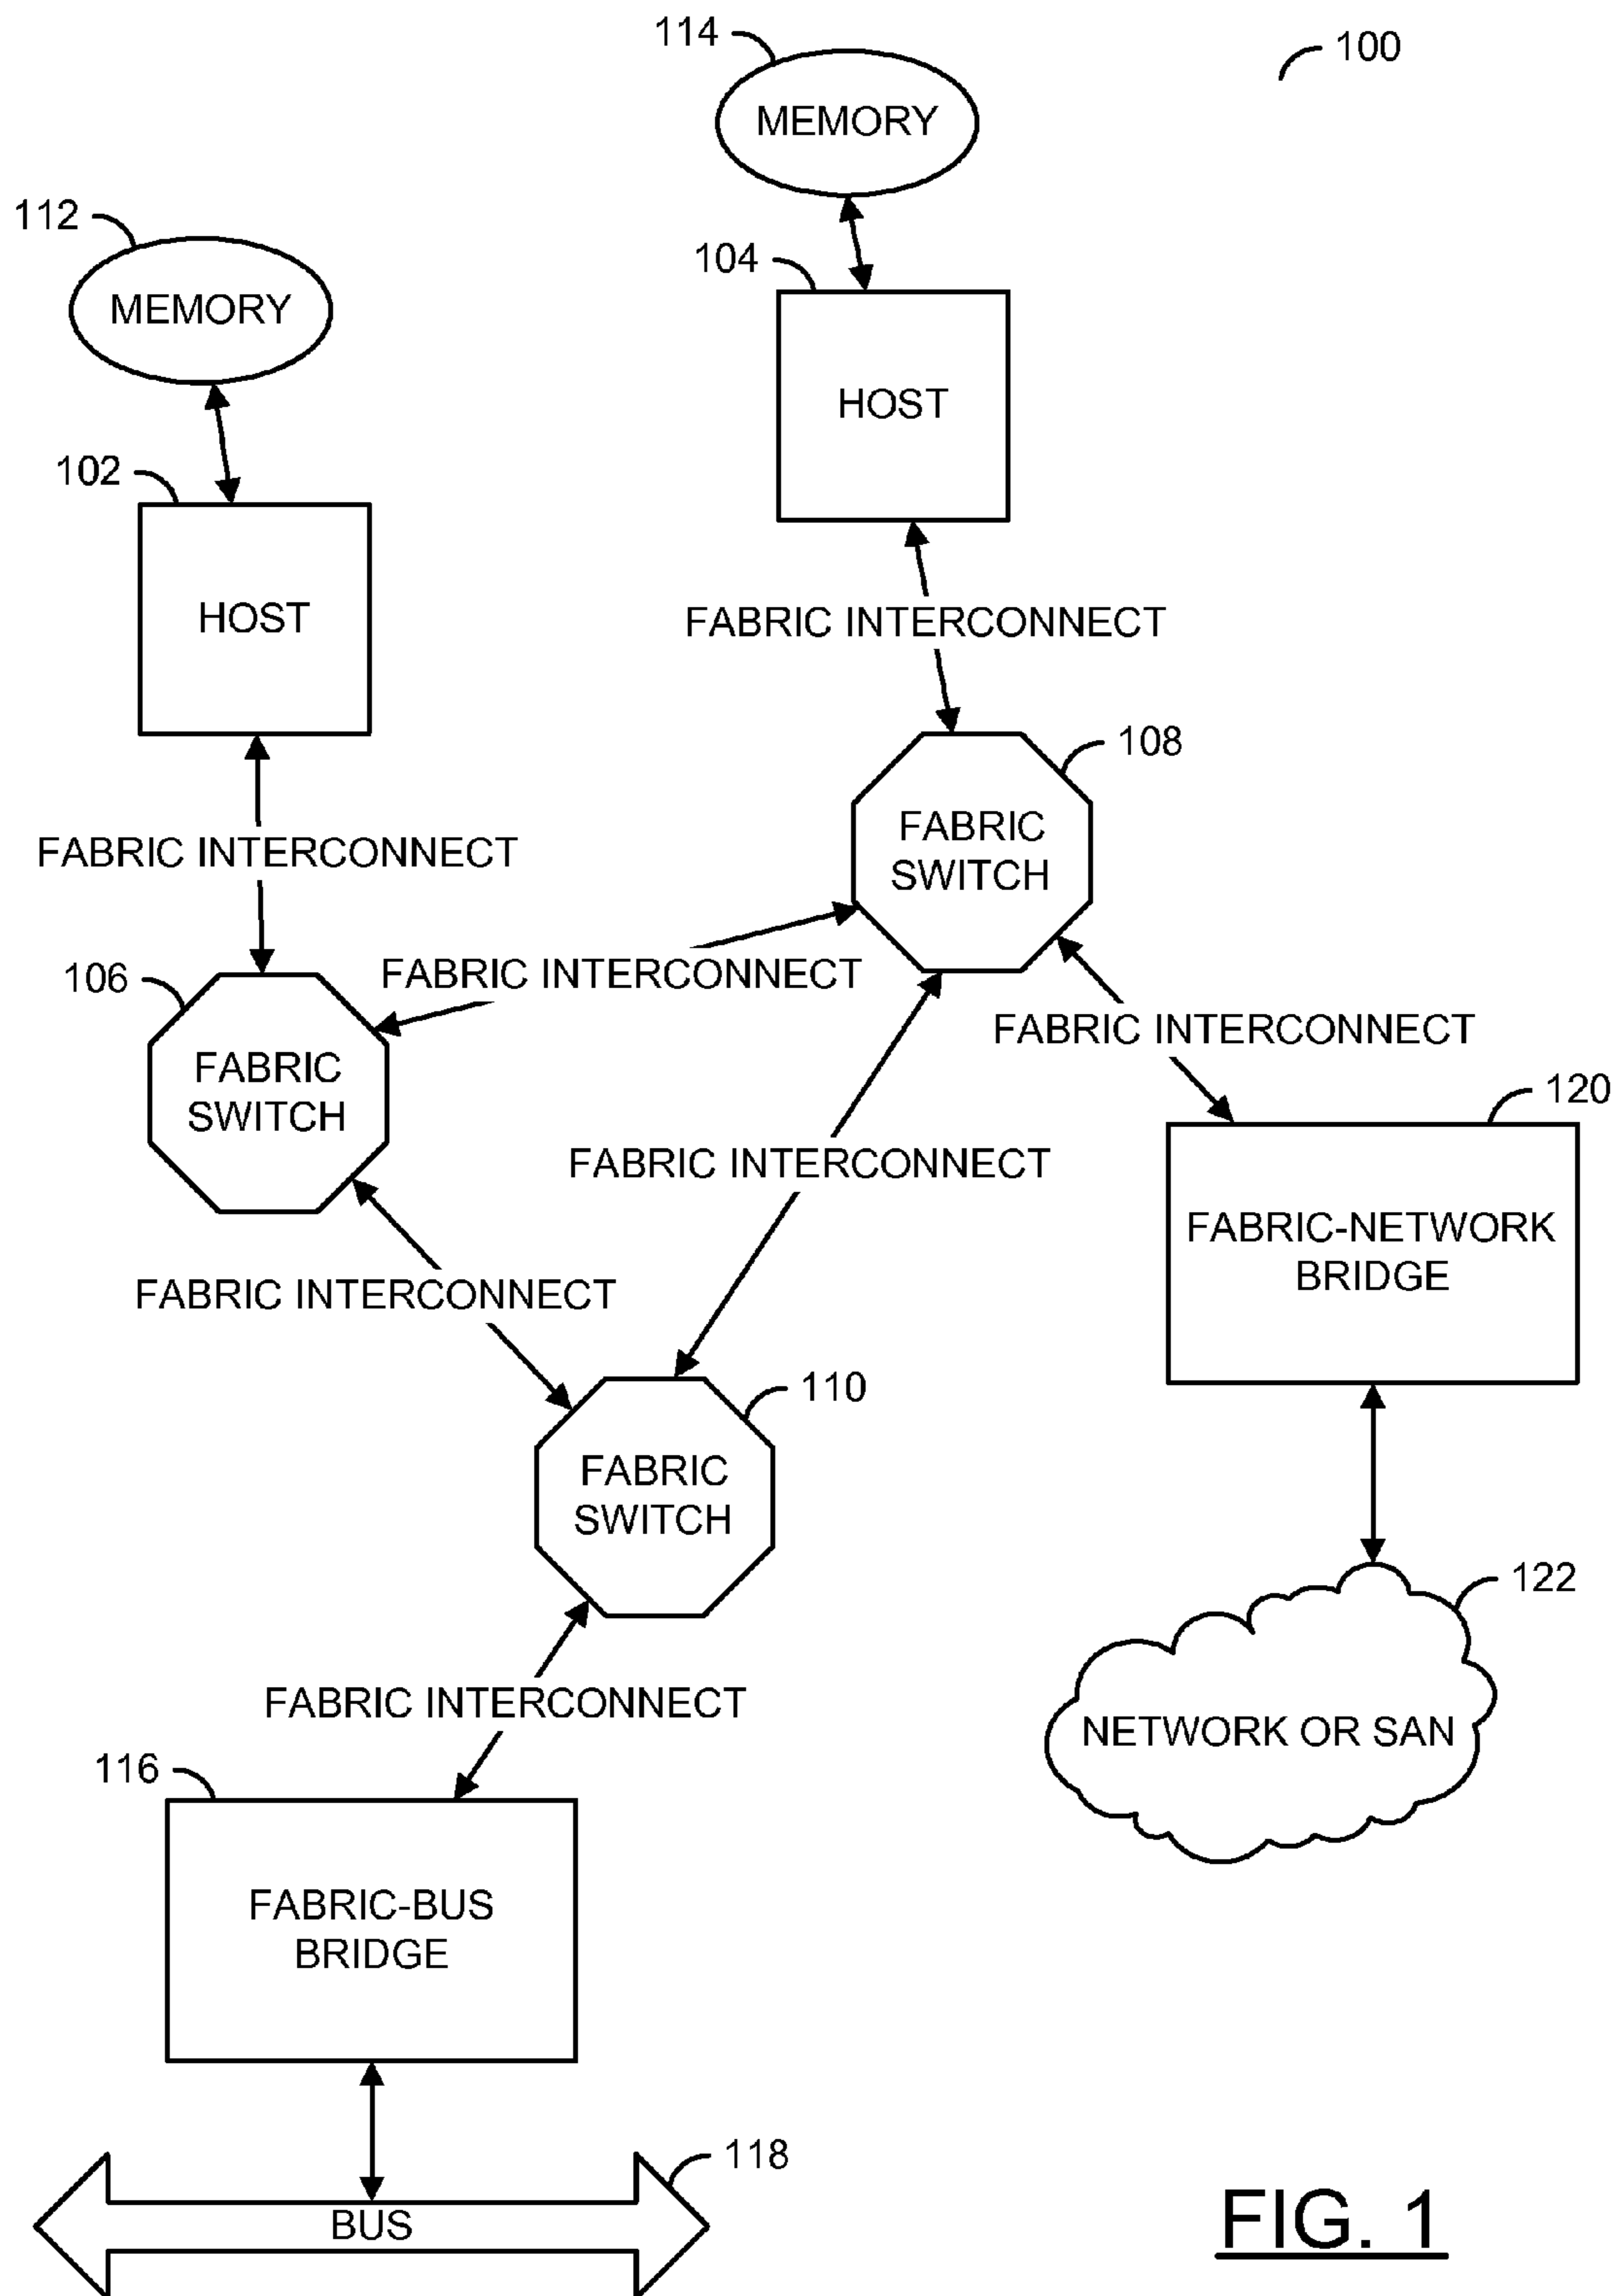 114
100
MEMORY
112
104
MEMORY
HOST
102
HOST
FABRIC INTERCONNECT
108
FABRIC
SWITCH
FABRIC INTERCONNECT
106
FABRIC INTERCONNECT
FABRIC INTERCONNECT
FABRIC
SWITCH
120
FABRIC INTERCONNECT
FABRIC-NETWORK
BRIDGE
FABRIC INTERCONNECT
110
FABRIC
SWITCH
122
FABRIC INTERCONNECT
NETWORK OR SAN
116
FABRIC-BUS
BRIDGE
118
BUS
FIG. 1